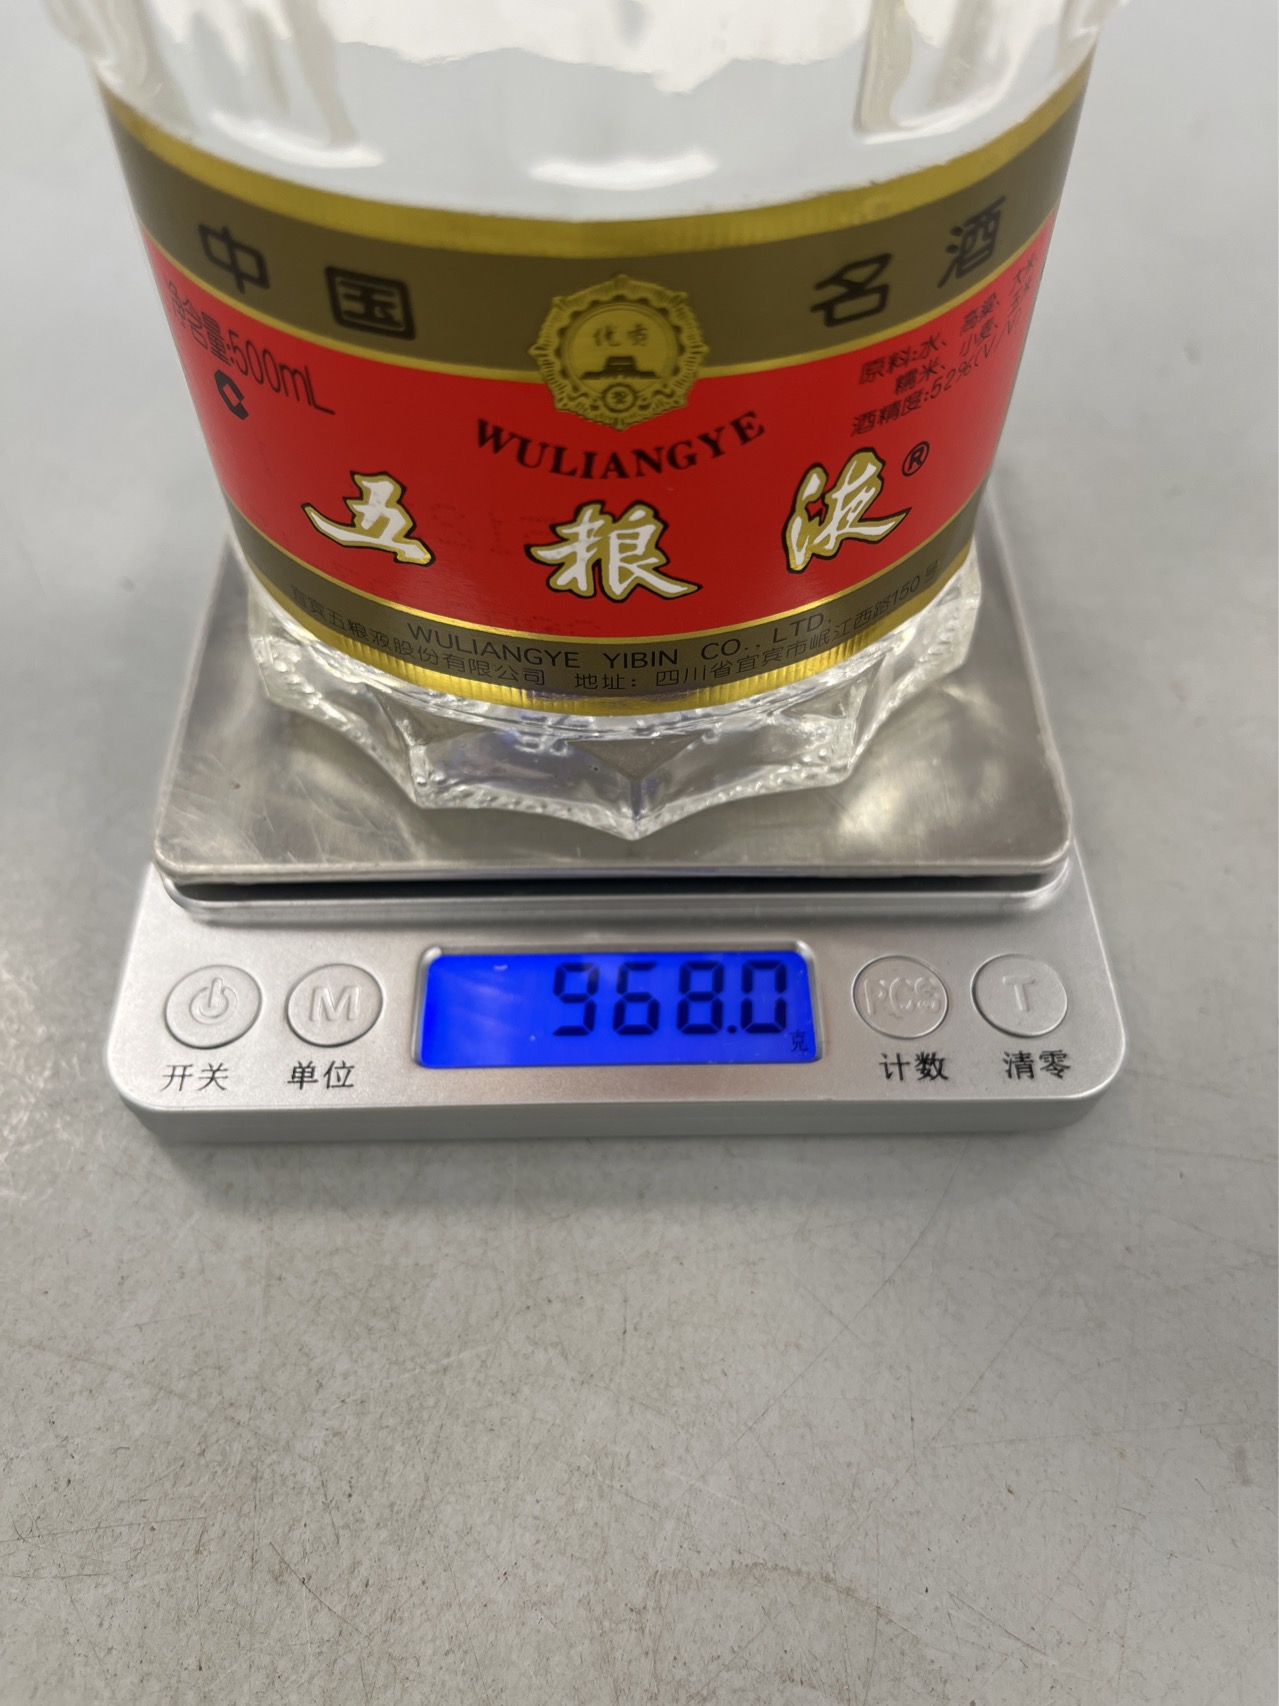 中国 名酒
净含量:500mL
原料:水、高粱、大米、
糯米、小麦、玉米
酒精度:52%(V/V)
优质
WULIANGYE
五粮液®
WULIANGYE YIBIN CO., LTD.
宜宾五粮液股份有限公司 地址：四川省宜宾市岷江西路150号
968.0
克
M
PCS
T
开关 单位 计数 清零